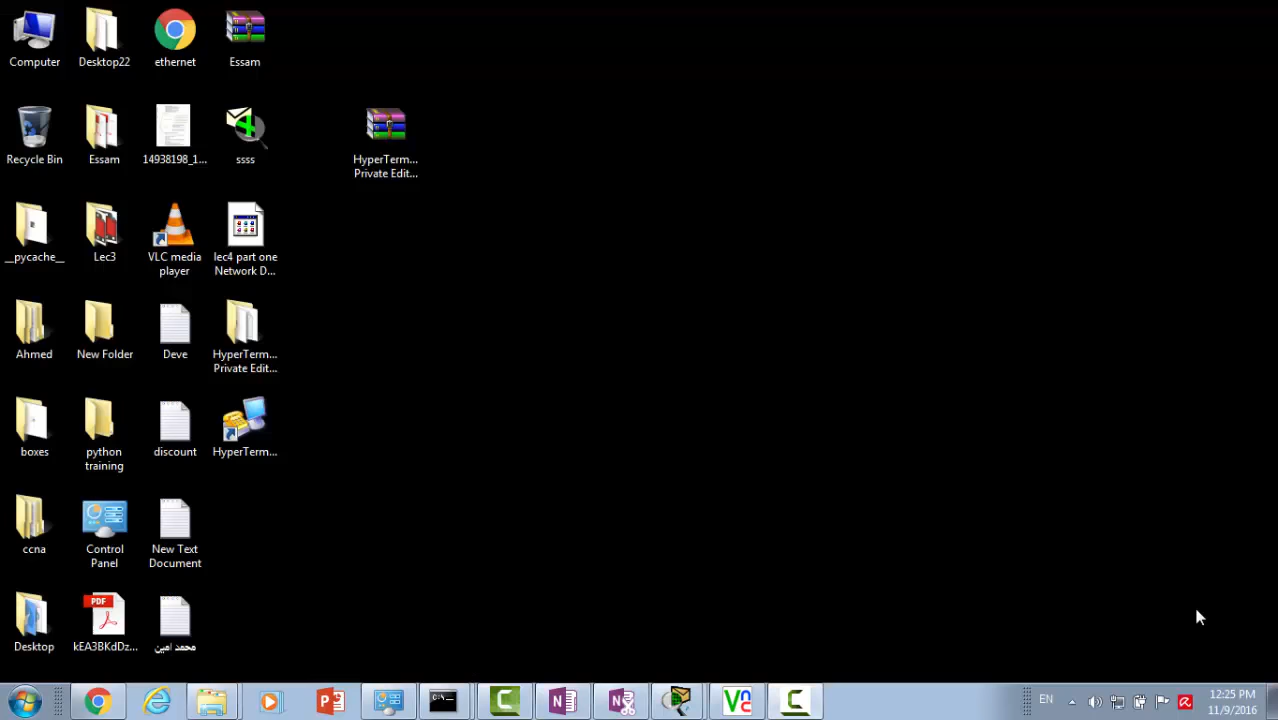 Computer
Desktop22
ethernet
Essam
Recycle Bin
Essam
14938198_1...
ssss
HyperTerm...
Private Edit...
__pycache__
Lec3
VLC media
player
lec4 part one
Network D...
Ahmed
New Folder
Deve
HyperTerm...
Private Edit...
boxes
python
training
discount
HyperTerm...
ccna
Control
Panel
New Text
Document
PDF
Desktop
kEA3BKdDz...
محمد امين
EN
12:25 PM
11/9/2016